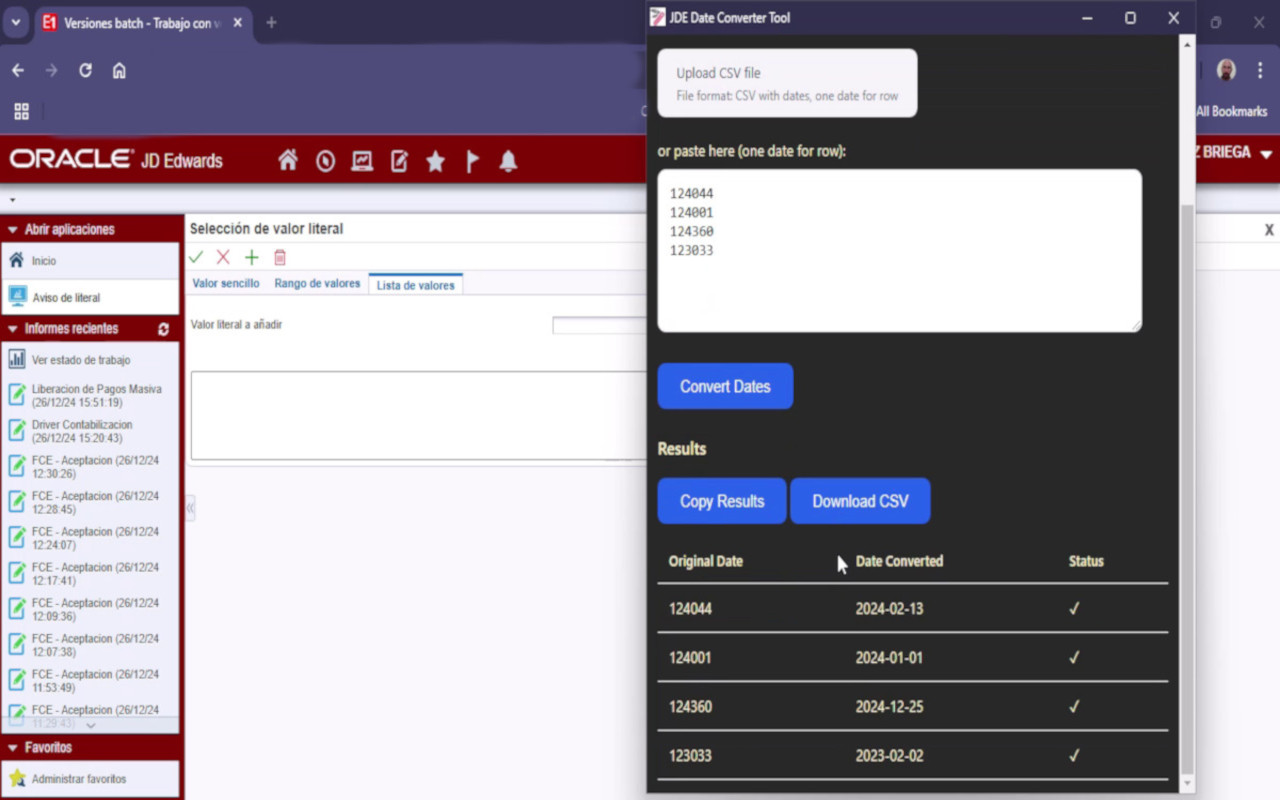 Versiones batch - Trabajo con v
JDE Date Converter Tool
All Bookmarks
ORACLE JD Edwards
Z BRIEGA
Abrir aplicaciones
Inicio
Aviso de literal
Informes recientes
Ver estado de trabajo
Liberacion de Pagos Masiva
(26/12/24 15:51:19)
Driver Contabilizacion
(26/12/24 15:20:43)
FCE - Aceptacion (26/12/24
12:30:26)
FCE - Aceptacion (26/12/24
12:28:45)
FCE - Aceptacion (26/12/24
12:24:07)
FCE - Aceptacion (26/12/24
12:17:41)
FCE - Aceptacion (26/12/24
12:09:36)
FCE - Aceptacion (26/12/24
12:07:38)
FCE - Aceptacion (26/12/24
11:53:49)
FCE - Aceptacion (26/12/24
11:29:43)
Favoritos
Administrar favoritos
Selección de valor literal
X
Valor sencillo Rango de valores Lista de valores
Valor literal a añadir
Upload CSV file
File format: CSV with dates, one date for row
or paste here (one date for row):
124044
124001
124360
123033
Convert Dates
Results
Copy Results Download CSV
Original Date Date Converted Status
124044 2024-02-13 ✓
124001 2024-01-01 ✓
124360 2024-12-25 ✓
123033 2023-02-02 ✓